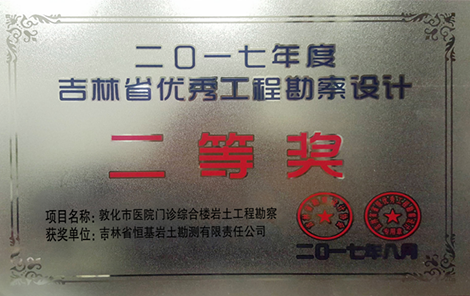 二〇一七年度
吉林省优秀工程勘察设计
二等奖
项目名称：敦化市医院门诊综合楼岩土工程勘察
获奖单位：吉林省恒基岩土勘测有限责任公司
二〇一七年八月